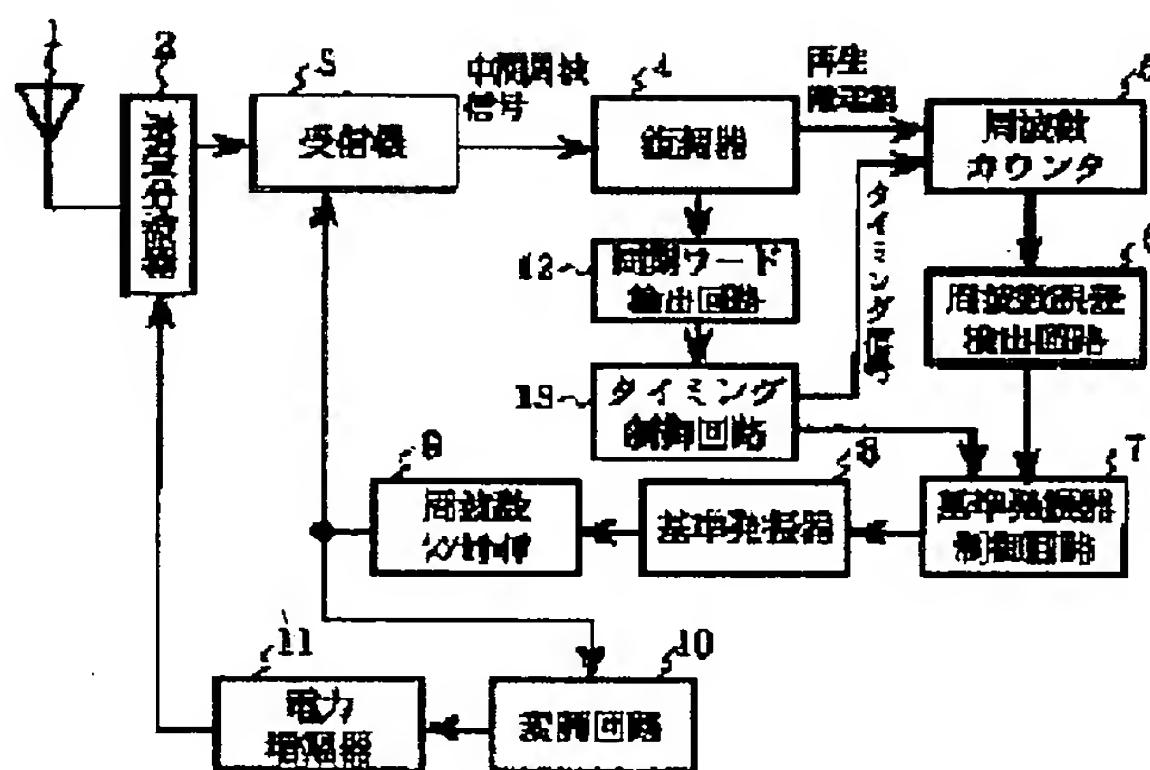 1
2
送受分波器
3
受信機
中間周波
信号
4
復調器
再生
搬送波
5
周波数
カウンタ
タイミング信号
12
同期ワード
検出回路
6
周波数誤差
検出回路
13
タイミング
制御回路
9
周波数
8
基準発振器
7
基準発振器
制御回路
11
電力
増幅器
10
変調回路